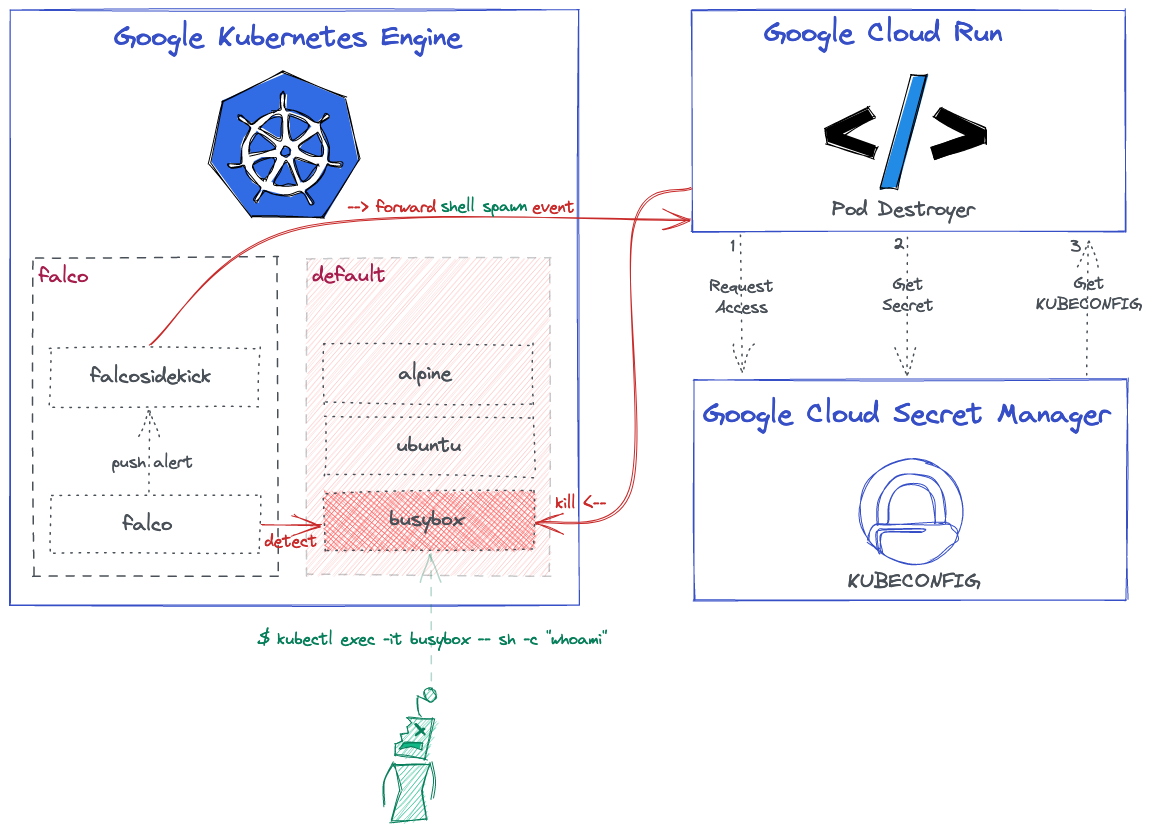 Google Kubernetes Engine
Google Cloud Run
</>
Pod Destroyer
--> forward shell spawn event
1
2
3
Request
Access
Get
Secret
Get
KUBECONFIG
falco
default
falcosidekick
alpine
push alert
ubuntu
falco
busybox
detect
kill <--
Google Cloud Secret Manager
KUBECONFIG
$ kubectl exec -it busybox -- sh -c "whoami"